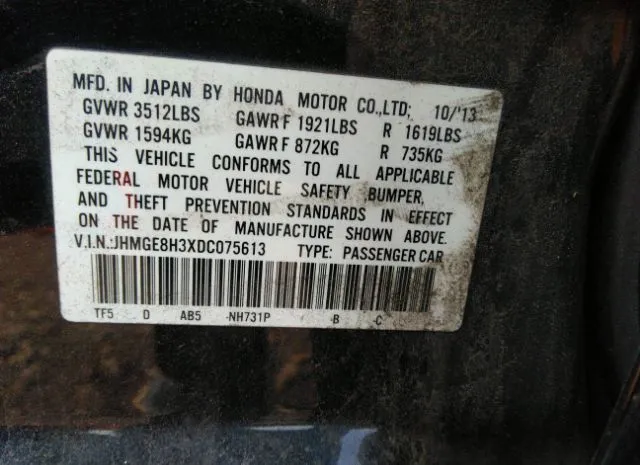 MFD. IN JAPAN BY HONDA MOTOR CO.,LTD; 10/'13
GVWR 3512LBS GAWR F 1921LBS R 1619LBS
GVWR 1594KG GAWR F 872KG R 735KG
THIS VEHICLE CONFORMS TO ALL APPLICABLE
FEDERAL MOTOR VEHICLE SAFETY BUMPER,
AND THEFT PREVENTION STANDARDS IN EFFECT
ON THE DATE OF MANUFACTURE SHOWN ABOVE.
V.I.N.:JHMGE8H3XDC075613 TYPE: PASSENGER CAR
TF5 D AB5 -NH731P -B -C